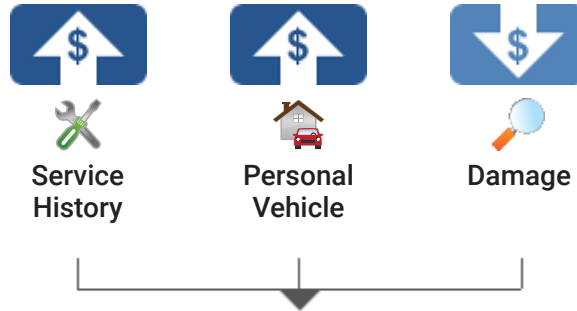 $ $ $
Service
History
Personal
Vehicle
Damage